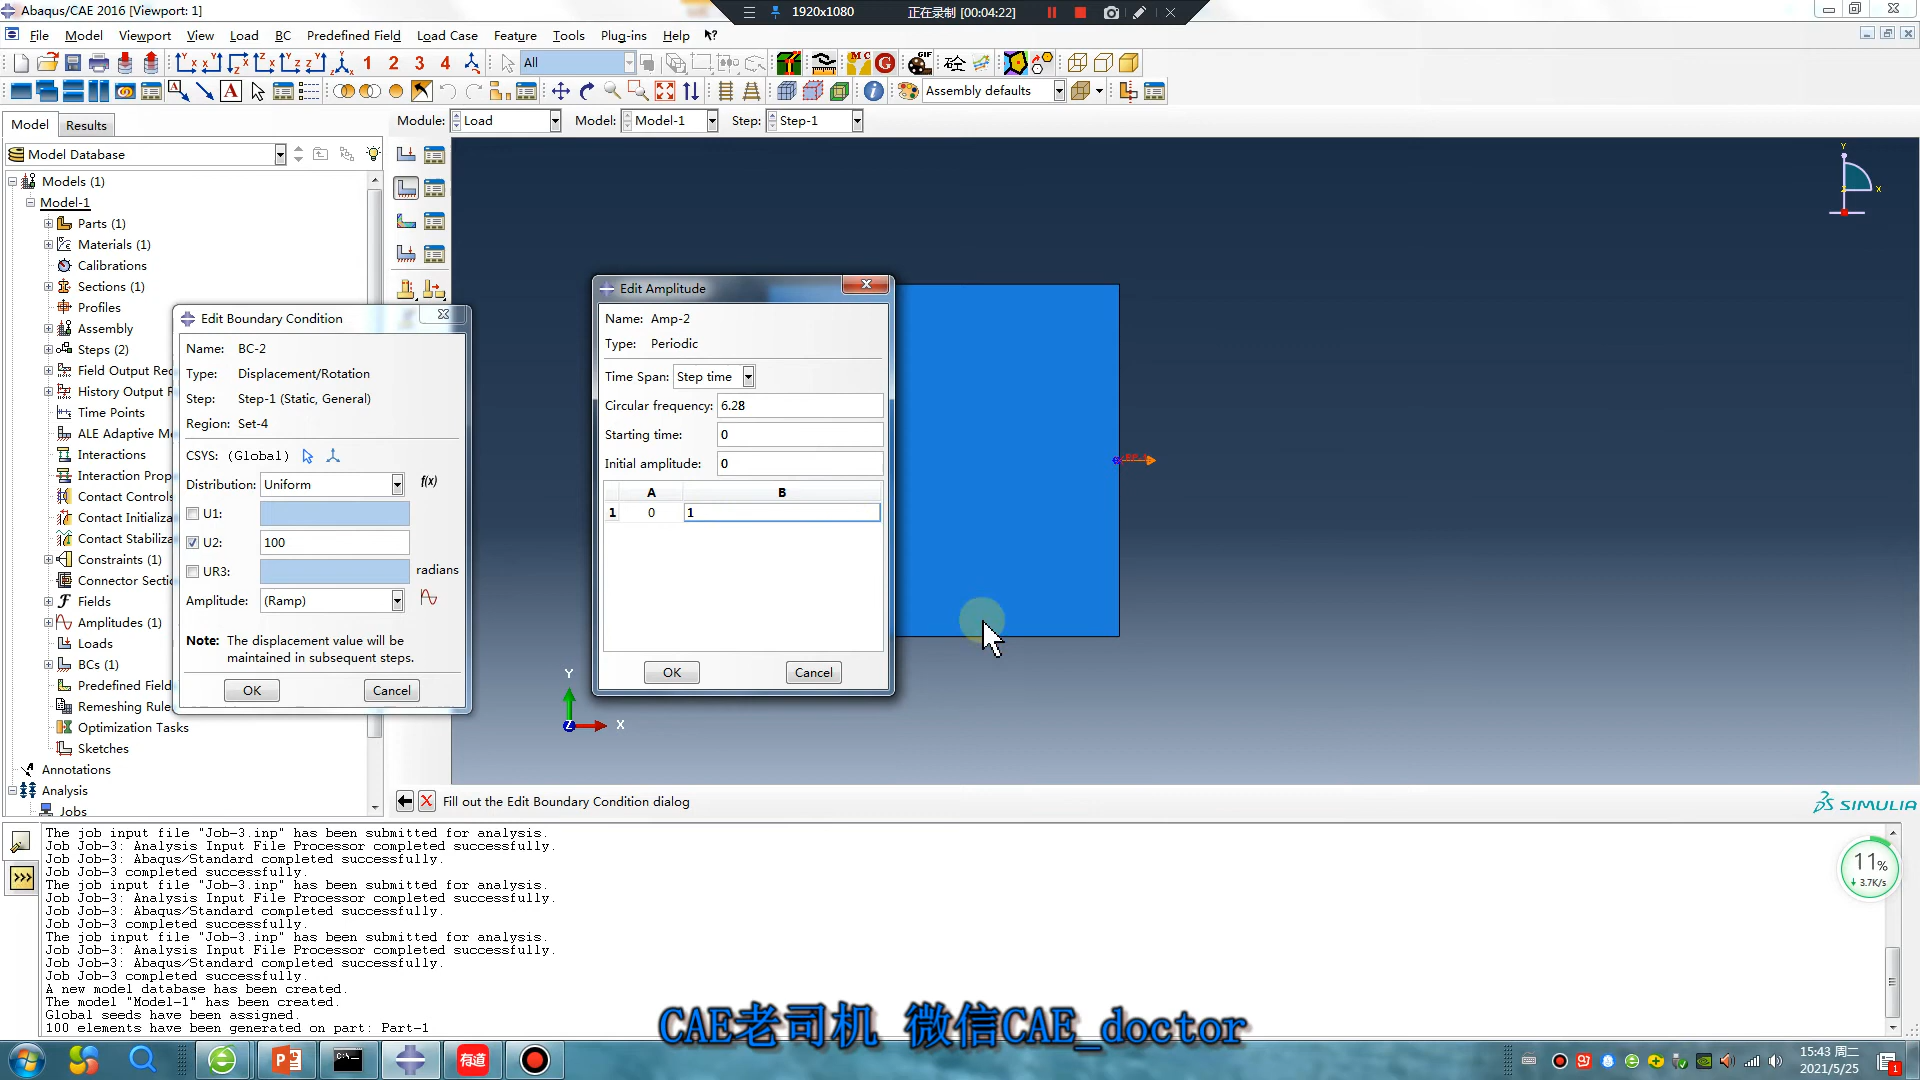 Abaqus/CAE 2016 [Viewport: 1]
1920x1080
正在录制 [00:04:22]
File Model Viewport View Load BC Predefined Field Load Case Feature Tools Plug-ins Help
1 2 3 4
All
GIF
Assembly defaults
Model Results
Module: Load Model: Model-1 Step: Step-1
Model Database
Models (1)
Model-1
Parts (1)
Materials (1)
Calibrations
Sections (1)
Profiles
Assembly
Steps (2)
Field Output Req
History Output R
Time Points
ALE Adaptive M
Interactions
Interaction Prop
Contact Controls
Contact Initializa
Contact Stabiliza
Constraints (1)
Connector Secti
Fields
Amplitudes (1)
Loads
BCs (1)
Predefined Field
Remeshing Rule
Optimization Tasks
Sketches
Annotations
Analysis
Jobs
Edit Boundary Condition
Name: BC-2
Type: Displacement/Rotation
Step: Step-1 (Static, General)
Region: Set-4
CSYS: (Global)
Distribution: Uniform f(x)
U1:
U2: 100
UR3: radians
Amplitude: (Ramp)
Note: The displacement value will be
maintained in subsequent steps.
OK Cancel
Edit Amplitude
Name: Amp-2
Type: Periodic
Time Span: Step time
Circular frequency: 6.28
Starting time: 0
Initial amplitude: 0
A B
1 0 1
OK Cancel
Y
X
Z
Y
X
Fill out the Edit Boundary Condition dialog
SIMULIA
The job input file "Job-3.inp" has been submitted for analysis.
Job Job-3: Analysis Input File Processor completed successfully.
Job Job-3: Abaqus/Standard completed successfully.
Job Job-3 completed successfully.
The job input file "Job-3.inp" has been submitted for analysis.
Job Job-3: Analysis Input File Processor completed successfully.
Job Job-3: Abaqus/Standard completed successfully.
Job Job-3 completed successfully.
The job input file "Job-3.inp" has been submitted for analysis.
Job Job-3: Analysis Input File Processor completed successfully.
Job Job-3: Abaqus/Standard completed successfully.
Job Job-3 completed successfully.
A new model database has been created.
The model "Model-1" has been created.
Global seeds have been assigned.
100 elements have been generated on part: Part-1
11%
3.7K/s
CAE老司机 微信CAE_doctor
有道
15:43 周二
2021/5/25